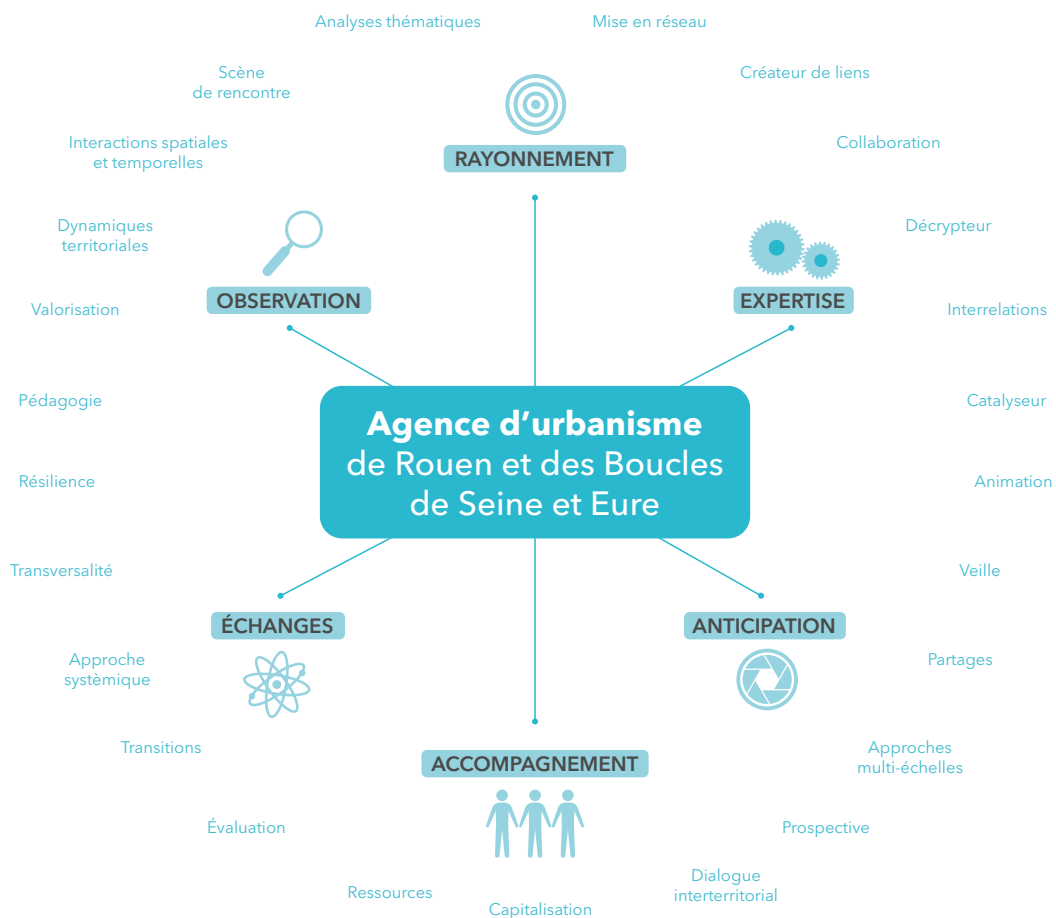 Analyses thématiques
Mise en réseau
Scène
de rencontre
Créateur de liens
Interactions spatiales
et temporelles
RAYONNEMENT
Collaboration
Dynamiques
territoriales
Décrypteur
OBSERVATION
EXPERTISE
Valorisation
Interrelations
Pédagogie
Catalyseur
Agence d’urbanisme
de Rouen et des Boucles
de Seine et Eure
Résilience
Animation
Transversalité
Veille
ÉCHANGES
ANTICIPATION
Approche
systèmique
Partages
Transitions
ACCOMPAGNEMENT
Approches
multi-échelles
Évaluation
Prospective
Ressources
Capitalisation
Dialogue
interterritorial